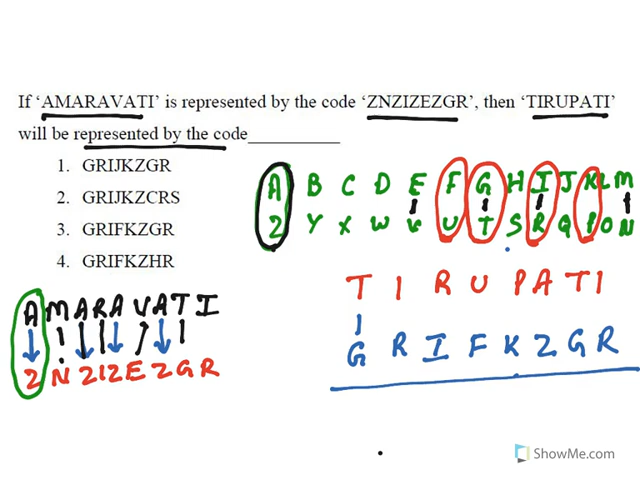 If ‘AMARAVATI’ is represented by the code ‘ZNZIZEZGR’, then ‘TIRUPATI’
will be represented by the code__________
1. GRIJKZGR
2. GRIJKZCRS
3. GRIFKZGR
4. GRIFKZHR
A B C D E F G H I J K L M
Z Y X W V U T S R Q P O N
T I R U P A T I
G R I F K Z G R
A M A R A V A T I
Z N Z I Z E Z G R
ShowMe.com